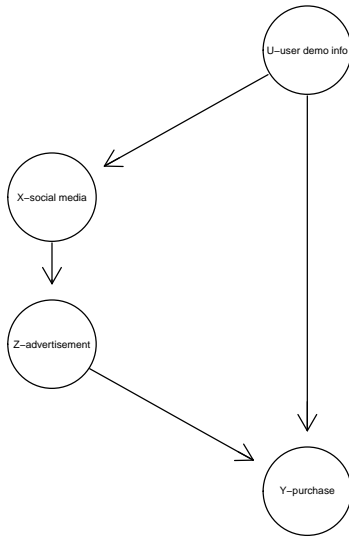 U−user demo info
X−social media
Z−advertisement
Y−purchase